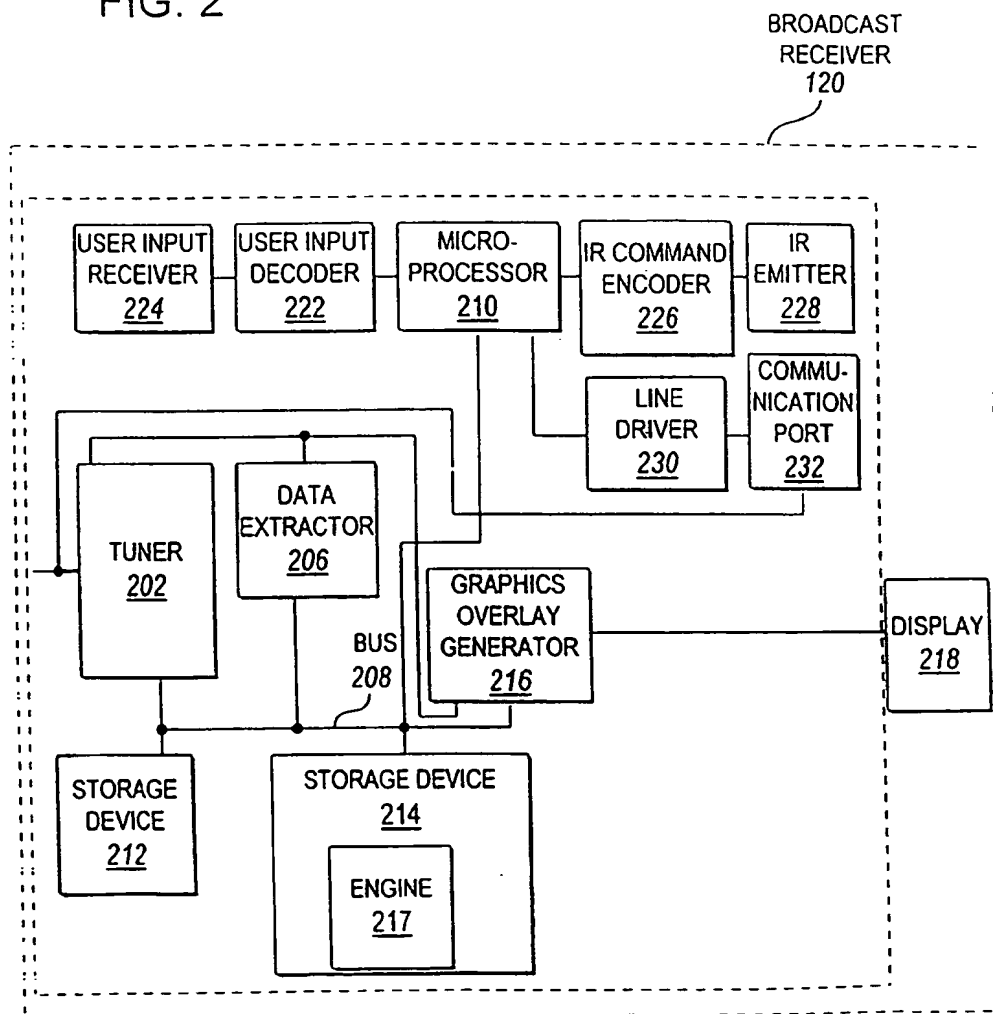 FIG. 2
BROADCAST
RECEIVER
120
USER INPUT
RECEIVER
224
USER INPUT
DECODER
222
MICRO-
PROCESSOR
210
IR COMMAND
ENCODER
226
IR
EMITTER
228
LINE
DRIVER
230
COMMU-
NICATION
PORT
232
TUNER
202
DATA
EXTRACTOR
206
GRAPHICS
OVERLAY
GENERATOR
216
BUS
208
DISPLAY
218
STORAGE
DEVICE
212
STORAGE DEVICE
214
ENGINE
217